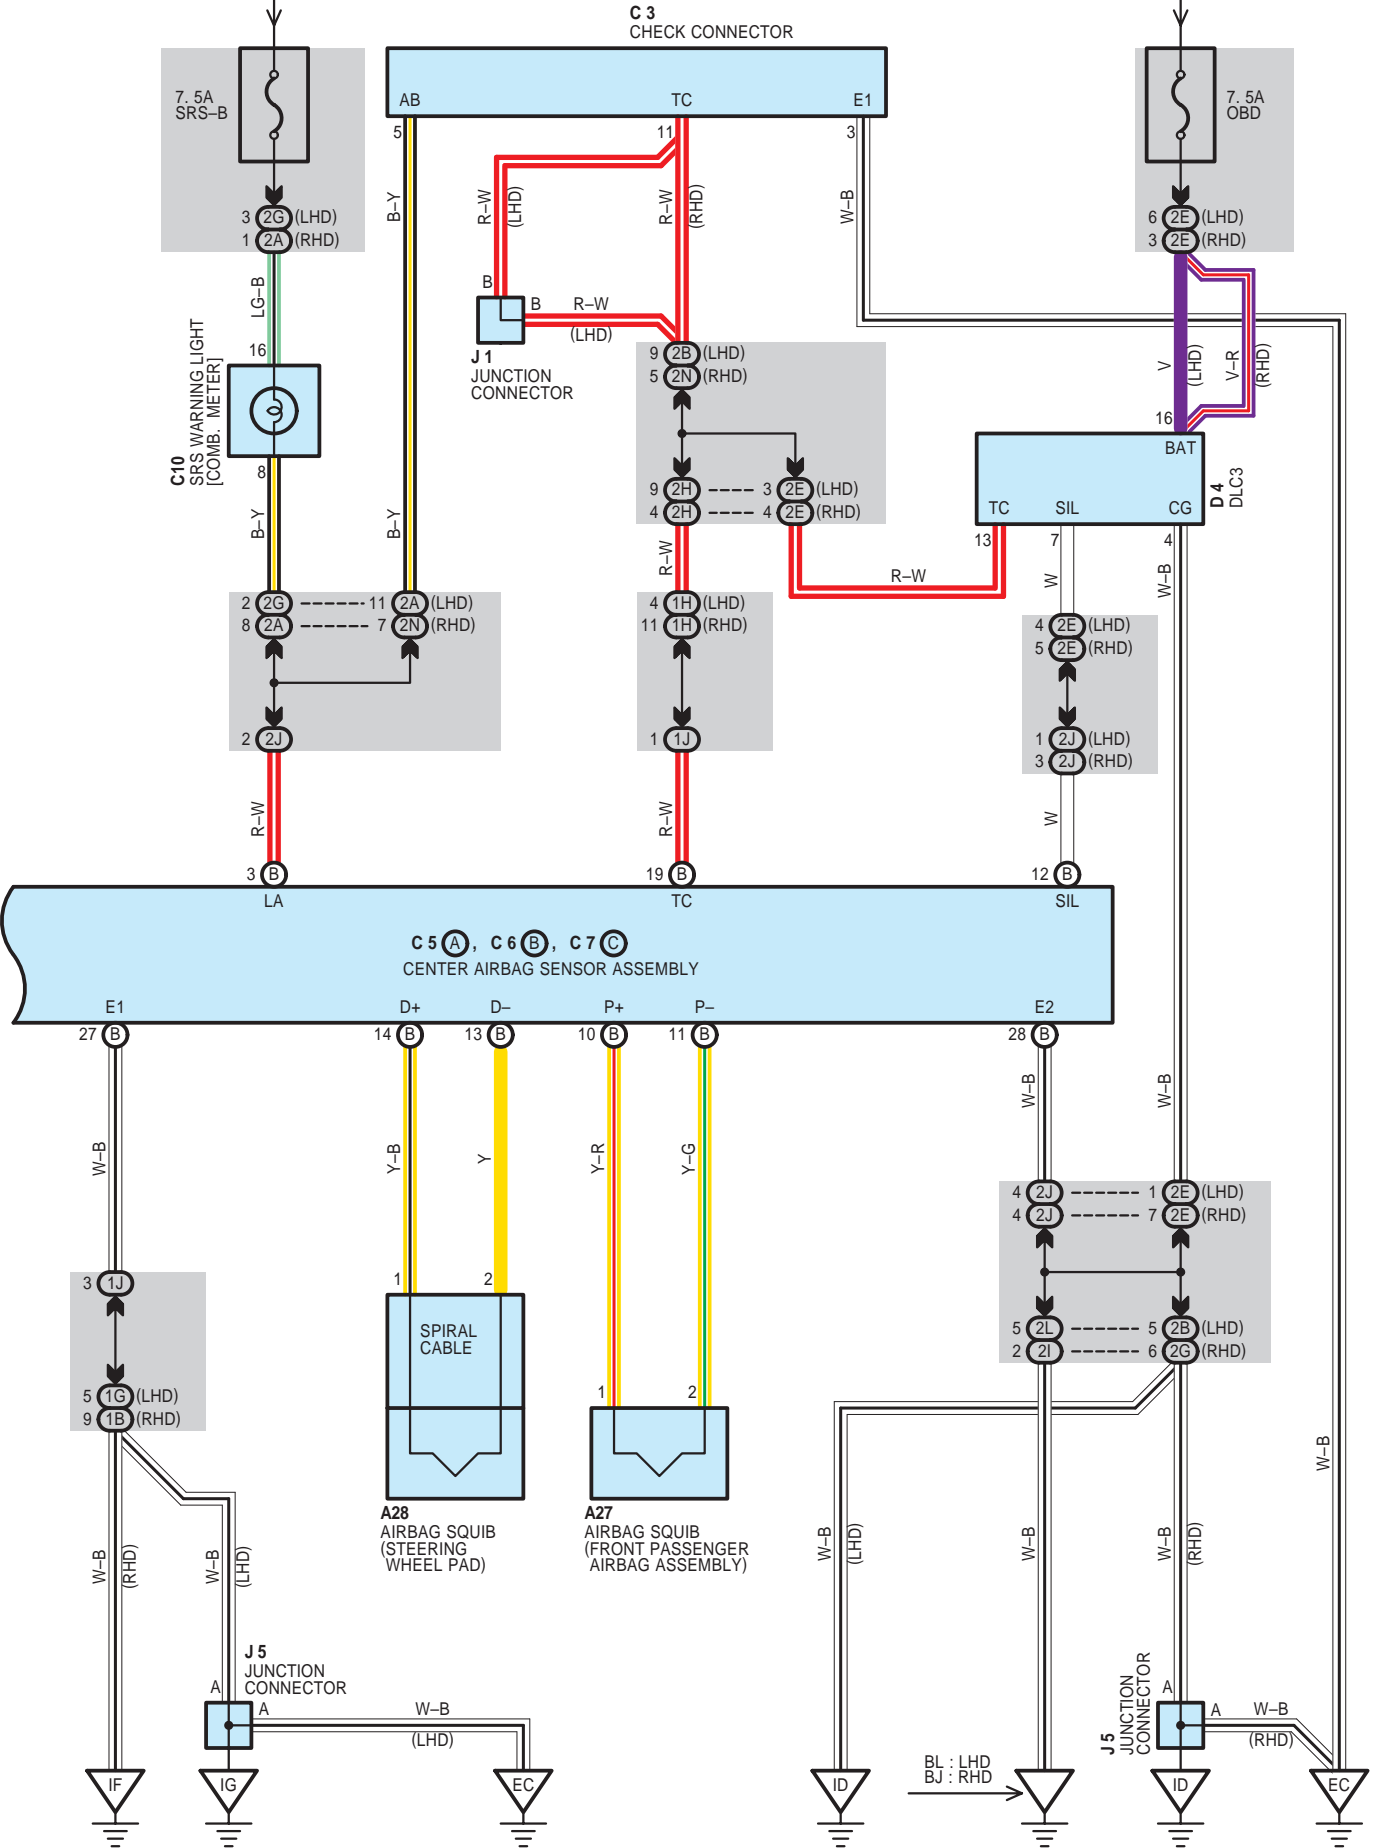 C 3
CHECK CONNECTOR
7. 5A
SRS–B
AB
TC
E1
7. 5A
OBD
5
11
3
B–Y
R–W
(LHD)
R–W
(RHD)
W–B
3 2G (LHD)
1 2A (RHD)
6 2E (LHD)
3 2E (RHD)
LG–B
B
B
R–W
(LHD)
J 1
JUNCTION
CONNECTOR
9 2B (LHD)
5 2N (RHD)
V
(LHD)
V–R
(RHD)
16
C10
SRS WARNING LIGHT
[COMB. METER]
8
16
BAT
TC
SIL
CG
D 4
DLC3
9 2H 3 2E (LHD)
4 2H 4 2E (RHD)
13
7
4
B–Y
B–Y
R–W
R–W
W
W–B
2 2G 11 2A (LHD)
8 2A 7 2N (RHD)
4 1H (LHD)
11 1H (RHD)
4 2E (LHD)
5 2E (RHD)
2 2J
1 1J
1 2J (LHD)
3 2J (RHD)
R–W
R–W
W
3 B
19 B
12 B
LA
TC
SIL
C 5 A , C 6 B , C 7 C
CENTER AIRBAG SENSOR ASSEMBLY
E1
D+
D–
P+
P–
E2
27 B
14 B
13 B
10 B
11 B
28 B
W–B
Y–B
Y
Y–R
Y–G
W–B
W–B
4 2J 1 2E (LHD)
4 2J 7 2E (RHD)
3 1J
1
2
SPIRAL
CABLE
5 2L 5 2B (LHD)
2 2I 6 2G (RHD)
5 1G (LHD)
9 1B (RHD)
1
2
W–B
A28
AIRBAG SQUIB
(STEERING
WHEEL PAD)
A27
AIRBAG SQUIB
(FRONT PASSENGER
AIRBAG ASSEMBLY)
W–B
(RHD)
W–B
(LHD)
W–B
(LHD)
W–B
W–B
(RHD)
J 5
JUNCTION
CONNECTOR
A
A
W–B
(LHD)
J 5
JUNCTION
CONNECTOR
A
A
W–B
(RHD)
BL : LHD
BJ : RHD
IF
IG
EC
ID
ID
EC